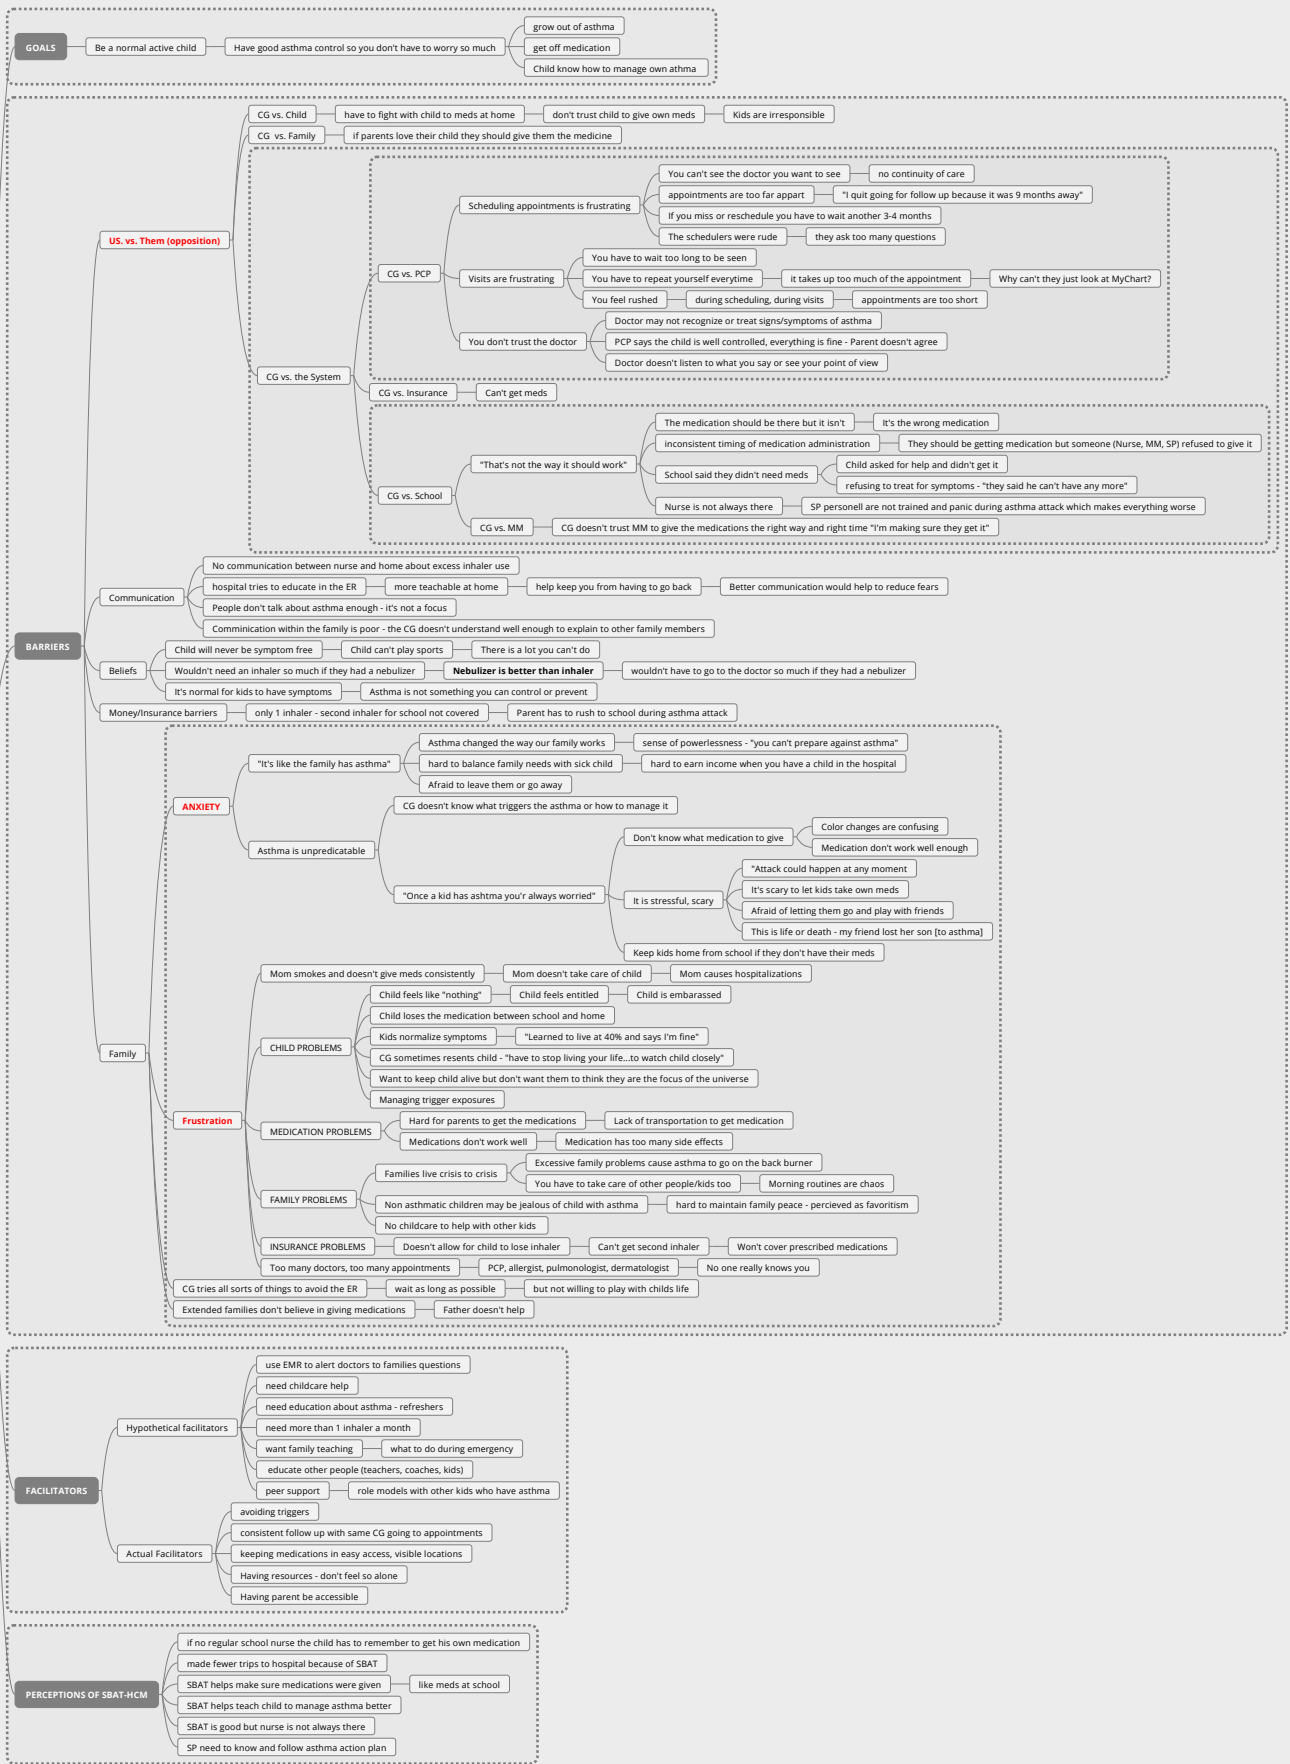 GOALS
Be a normal active child
Have good asthma control so you don't have to worry so much
grow out of asthma
get off medication
Child know how to manage own athma
BARRIERS
US. vs. Them (opposition)
CG vs. Child
have to fight with child to meds at home
don't trust child to give own meds
Kids are irresponsible
CG vs. Family
if parents love their child they should give them the medicine
CG vs. the System
CG vs. PCP
Scheduling appointments is frustrating
You can't see the doctor you want to see
no continuity of care
appointments are too far appart
"I quit going for follow up because it was 9 months away"
If you miss or reschedule you have to wait another 3-4 months
The schedulers were rude
they ask too many questions
Visits are frustrating
You have to wait too long to be seen
You have to repeat yourself everytime
it takes up too much of the appointment
Why can't they just look at MyChart?
You feel rushed
during scheduling, during visits
appointments are too short
You don't trust the doctor
Doctor may not recognize or treat signs/symptoms of asthma
PCP says the child is well controlled, everything is fine - Parent doesn't agree
Doctor doesn't listen to what you say or see your point of view
CG vs. Insurance
Can't get meds
CG vs. School
"That's not the way it should work"
The medication should be there but it isn't
It's the wrong medication
inconsistent timing of medication administration
They should be getting medication but someone (Nurse, MM, SP) refused to give it
School said they didn't need meds
Child asked for help and didn't get it
refusing to treat for symptoms - "they said he can't have any more"
Nurse is not always there
SP personell are not trained and panic during asthma attack which makes everything worse
CG vs. MM
CG doesn't trust MM to give the medications the right way and right time "I'm making sure they get it"
Communication
No communication between nurse and home about excess inhaler use
hospital tries to educate in the ER
more teachable at home
help keep you from having to go back
Better communication would help to reduce fears
People don't talk about asthma enough - it's not a focus
Comminication within the family is poor - the CG doesn't understand well enough to explain to other family members
Beliefs
Child will never be symptom free
Child can't play sports
There is a lot you can't do
Wouldn't need an inhaler so much if they had a nebulizer
Nebulizer is better than inhaler
wouldn't have to go to the doctor so much if they had a nebulizer
It's normal for kids to have symptoms
Asthma is not something you can control or prevent
Money/Insurance barriers
only 1 inhaler - second inhaler for school not covered
Parent has to rush to school during asthma attack
Family
ANXIETY
"It's like the family has asthma"
Asthma changed the way our family works
sense of powerlessness - "you can't prepare against asthma"
hard to balance family needs with sick child
hard to earn income when you have a child in the hospital
Afraid to leave them or go away
Asthma is unpredicatable
CG doesn't know what triggers the asthma or how to manage it
"Once a kid has ashtma you'r always worried"
Don't know what medication to give
Color changes are confusing
Medication don't work well enough
It is stressful, scary
"Attack could happen at any moment
It's scary to let kids take own meds
Afraid of letting them go and play with friends
This is life or death - my friend lost her son [to asthma]
Keep kids home from school if they don't have their meds
Frustration
Mom smokes and doesn't give meds consistently
Mom doesn't take care of child
Mom causes hospitalizations
CHILD PROBLEMS
Child feels like "nothing"
Child feels entitled
Child is embarassed
Child loses the medication between school and home
Kids normalize symptoms
"Learned to live at 40% and says I'm fine"
CG sometimes resents child - "have to stop living your life...to watch child closely"
Want to keep child alive but don't want them to think they are the focus of the universe
Managing trigger exposures
MEDICATION PROBLEMS
Hard for parents to get the medications
Lack of transportation to get medication
Medications don't work well
Medication has too many side effects
FAMILY PROBLEMS
Families live crisis to crisis
Excessive family problems cause asthma to go on the back burner
You have to take care of other people/kids too
Morning routines are chaos
Non asthmatic children may be jealous of child with asthma
hard to maintain family peace - percieved as favoritism
No childcare to help with other kids
INSURANCE PROBLEMS
Doesn't allow for child to lose inhaler
Can't get second inhaler
Won't cover prescribed medications
Too many doctors, too many appointments
PCP, allergist, pulmonologist, dermatologist
No one really knows you
CG tries all sorts of things to avoid the ER
wait as long as possible
but not willing to play with childs life
Extended families don't believe in giving medications
Father doesn't help
FACILITATORS
Hypothetical facilitators
use EMR to alert doctors to families questions
need childcare help
need education about asthma - refreshers
need more than 1 inhaler a month
want family teaching
what to do during emergency
educate other people (teachers, coaches, kids)
peer support
role models with other kids who have asthma
Actual Facilitators
avoiding triggers
consistent follow up with same CG going to appointments
keeping medications in easy access, visible locations
Having resources - don't feel so alone
Having parent be accessible
PERCEPTIONS OF SBAT-HCM
if no regular school nurse the child has to remember to get his own medication
made fewer trips to hospital because of SBAT
SBAT helps make sure medications were given
like meds at school
SBAT helps teach child to manage asthma better
SBAT is good but nurse is not always there
SP need to know and follow asthma action plan